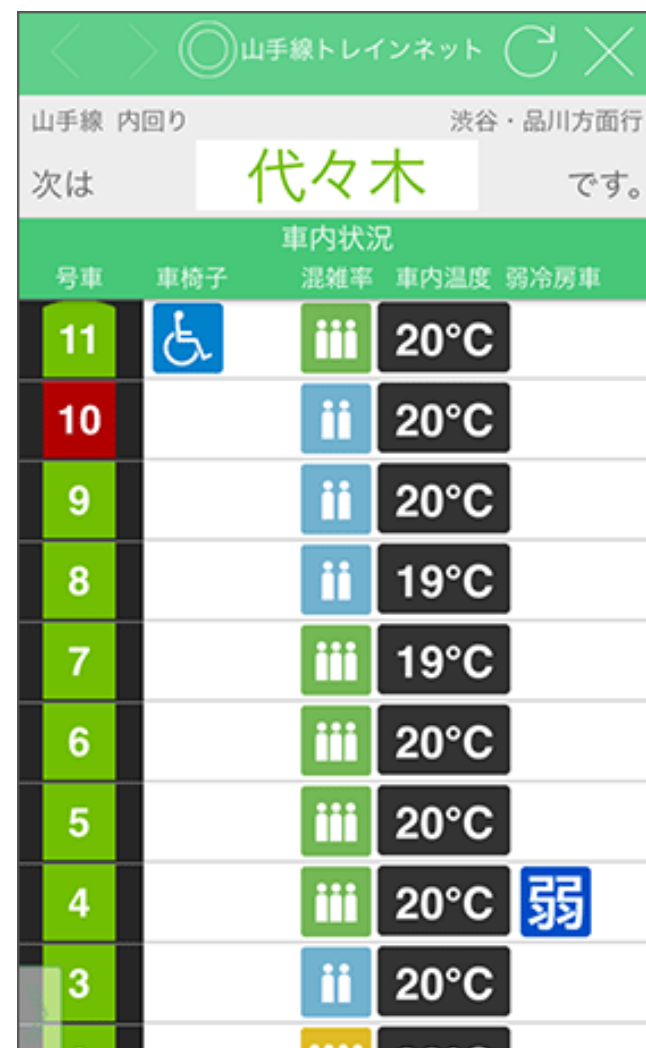 山手線トレインネット
山手線 内回り 渋谷・品川方面行
次は 代々木 です。
車内状況
号車 車椅子 混雑率 車内温度 弱冷房車
11 20°C
10 20°C
9 20°C
8 19°C
7 19°C
6 20°C
5 20°C
4 20°C 弱
3 20°C